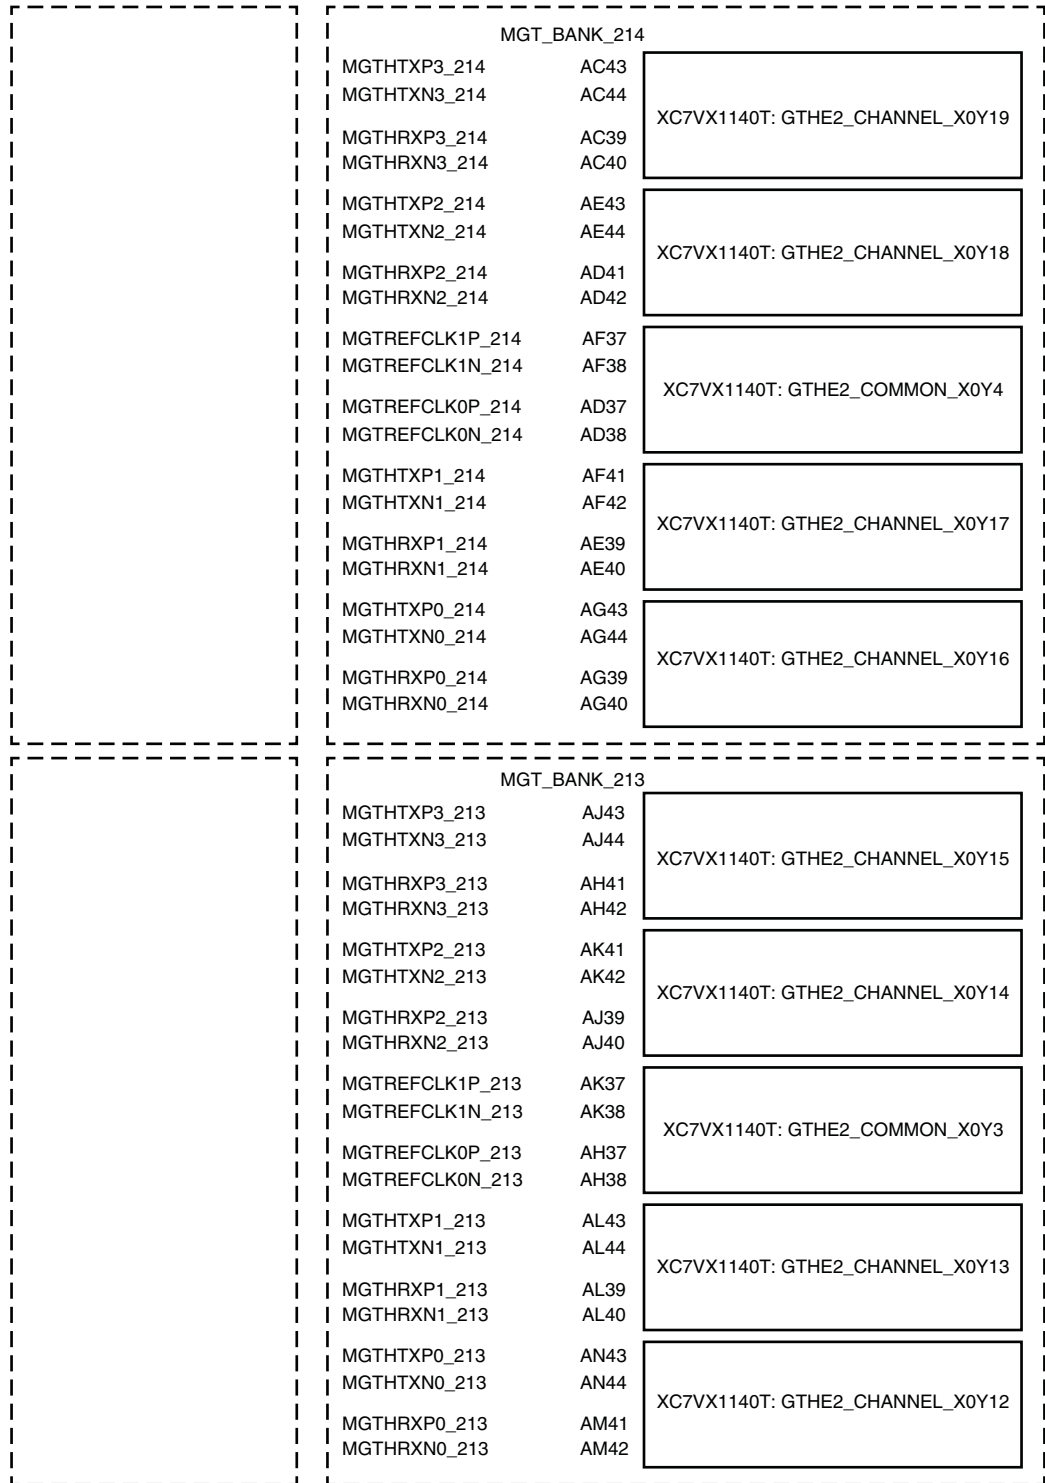 MGT_BANK_214
MGTHTXP3_214 AC43
MGTHTXN3_214 AC44
XC7VX1140T: GTHE2_CHANNEL_X0Y19
MGTHRXP3_214 AC39
MGTHRXN3_214 AC40
MGTHTXP2_214 AE43
MGTHTXN2_214 AE44
XC7VX1140T: GTHE2_CHANNEL_X0Y18
MGTHRXP2_214 AD41
MGTHRXN2_214 AD42
MGTREFCLK1P_214 AF37
MGTREFCLK1N_214 AF38
XC7VX1140T: GTHE2_COMMON_X0Y4
MGTREFCLK0P_214 AD37
MGTREFCLK0N_214 AD38
MGTHTXP1_214 AF41
MGTHTXN1_214 AF42
XC7VX1140T: GTHE2_CHANNEL_X0Y17
MGTHRXP1_214 AE39
MGTHRXN1_214 AE40
MGTHTXP0_214 AG43
MGTHTXN0_214 AG44
XC7VX1140T: GTHE2_CHANNEL_X0Y16
MGTHRXP0_214 AG39
MGTHRXN0_214 AG40
MGT_BANK_213
MGTHTXP3_213 AJ43
MGTHTXN3_213 AJ44
XC7VX1140T: GTHE2_CHANNEL_X0Y15
MGTHRXP3_213 AH41
MGTHRXN3_213 AH42
MGTHTXP2_213 AK41
MGTHTXN2_213 AK42
XC7VX1140T: GTHE2_CHANNEL_X0Y14
MGTHRXP2_213 AJ39
MGTHRXN2_213 AJ40
MGTREFCLK1P_213 AK37
MGTREFCLK1N_213 AK38
XC7VX1140T: GTHE2_COMMON_X0Y3
MGTREFCLK0P_213 AH37
MGTREFCLK0N_213 AH38
MGTHTXP1_213 AL43
MGTHTXN1_213 AL44
XC7VX1140T: GTHE2_CHANNEL_X0Y13
MGTHRXP1_213 AL39
MGTHRXN1_213 AL40
MGTHTXP0_213 AN43
MGTHTXN0_213 AN44
XC7VX1140T: GTHE2_CHANNEL_X0Y12
MGTHRXP0_213 AM41
MGTHRXN0_213 AM42